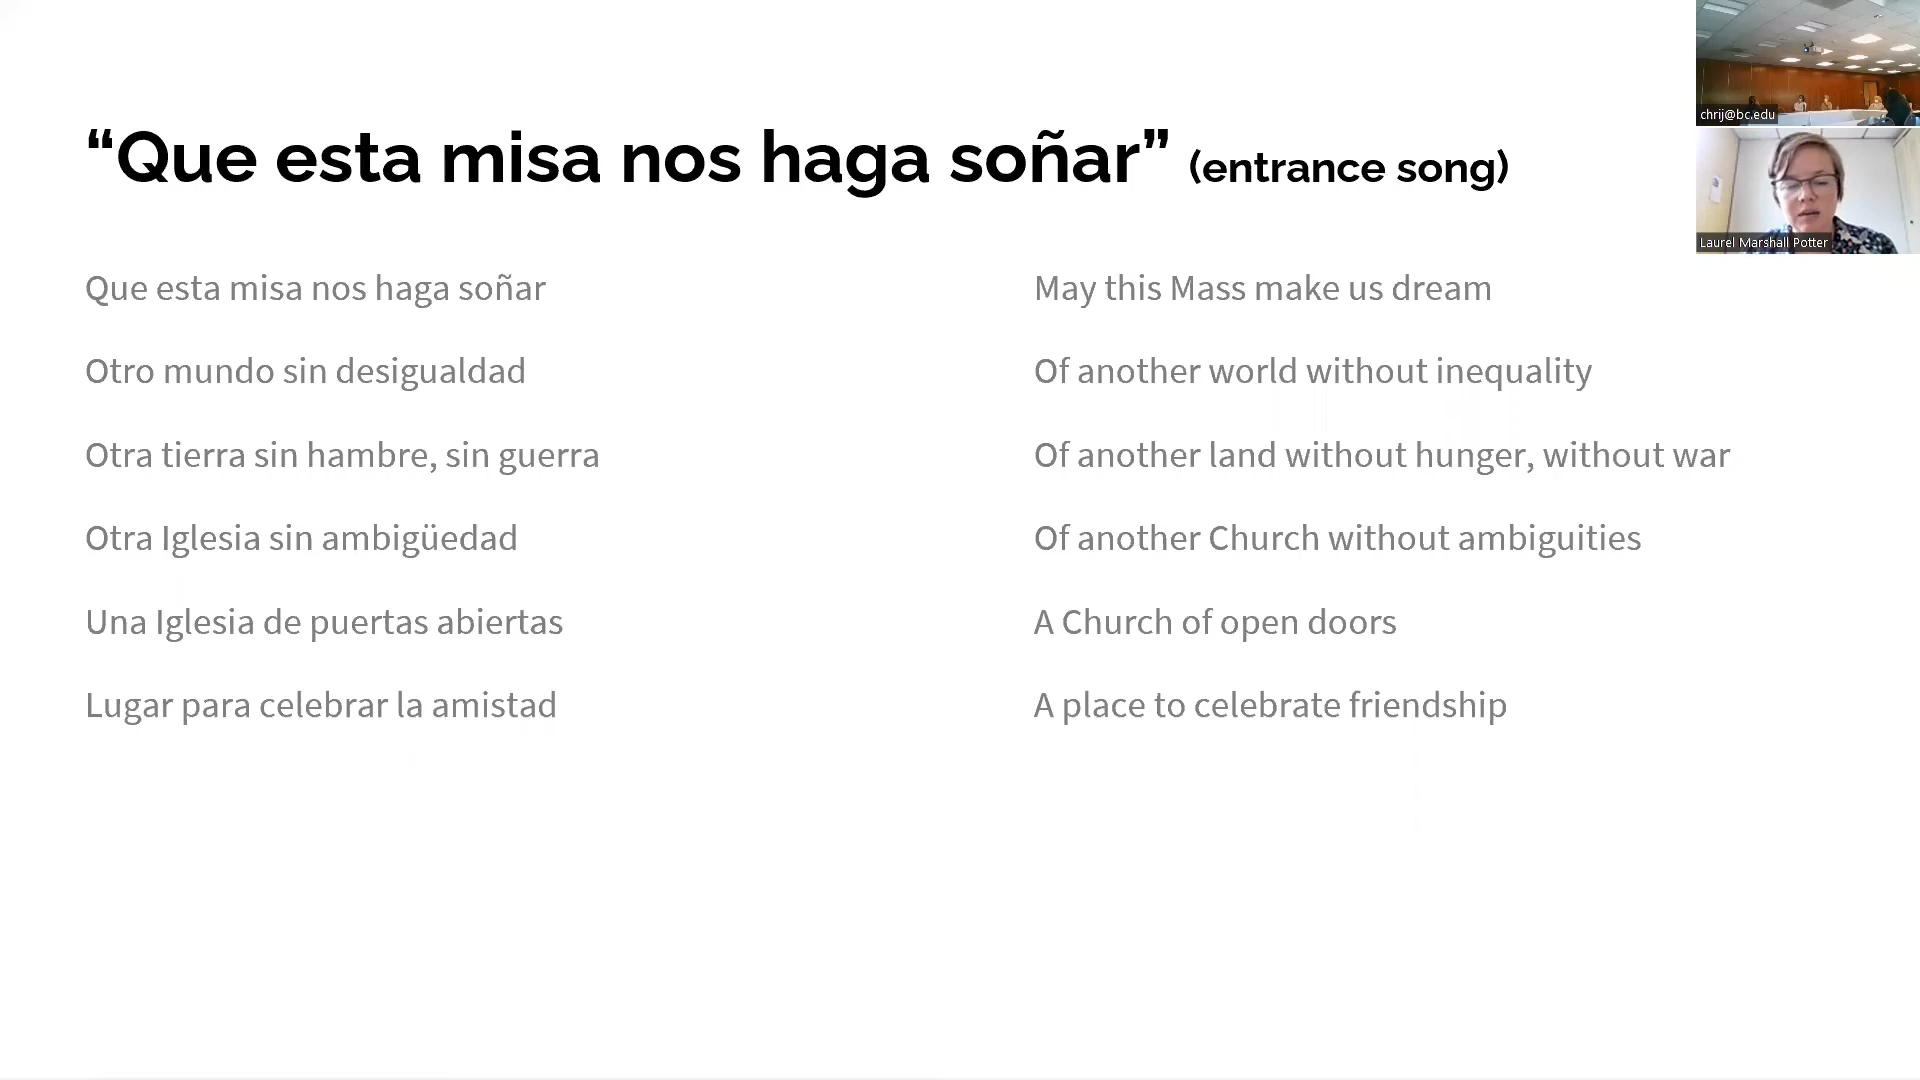 “Que esta misa nos haga soñar” (entrance song)
Que esta misa nos haga soñar
Otro mundo sin desigualdad
Otra tierra sin hambre, sin guerra
Otra Iglesia sin ambigüedad
Una Iglesia de puertas abiertas
Lugar para celebrar la amistad
May this Mass make us dream
Of another world without inequality
Of another land without hunger, without war
Of another Church without ambiguities
A Church of open doors
A place to celebrate friendship
chrij@bc.edu
Laurel Marshall Potter